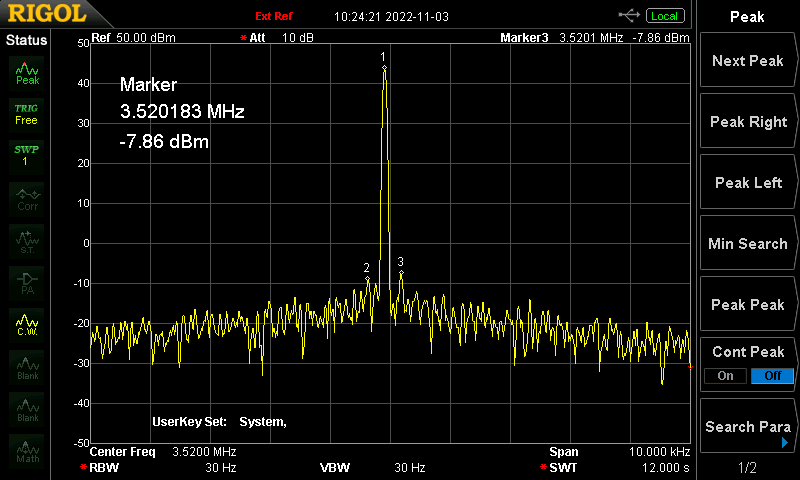 RIGOL
Ext Ref
10:24:21 2022-11-03
Local
Status
Ref 50.00 dBm
* Att 10 dB
Marker3 3.5201 MHz -7.86 dBm
Peak
TRIG
Free
SWP
1
Corr
S.T.
PA
C.W.
Blank
Blank
Math
50
40
30
20
10
0
-10
-20
-30
-40
-50
Marker
3.520183 MHz
-7.86 dBm
1
2
3
UserKey Set: System,
Center Freq 3.5200 MHz
Span 10.000 kHz
*RBW 30 Hz
VBW 30 Hz
*SWT 12.000 s
Peak
Next Peak
Peak Right
Peak Left
Min Search
Peak Peak
Cont Peak
On Off
Search Para
1/2